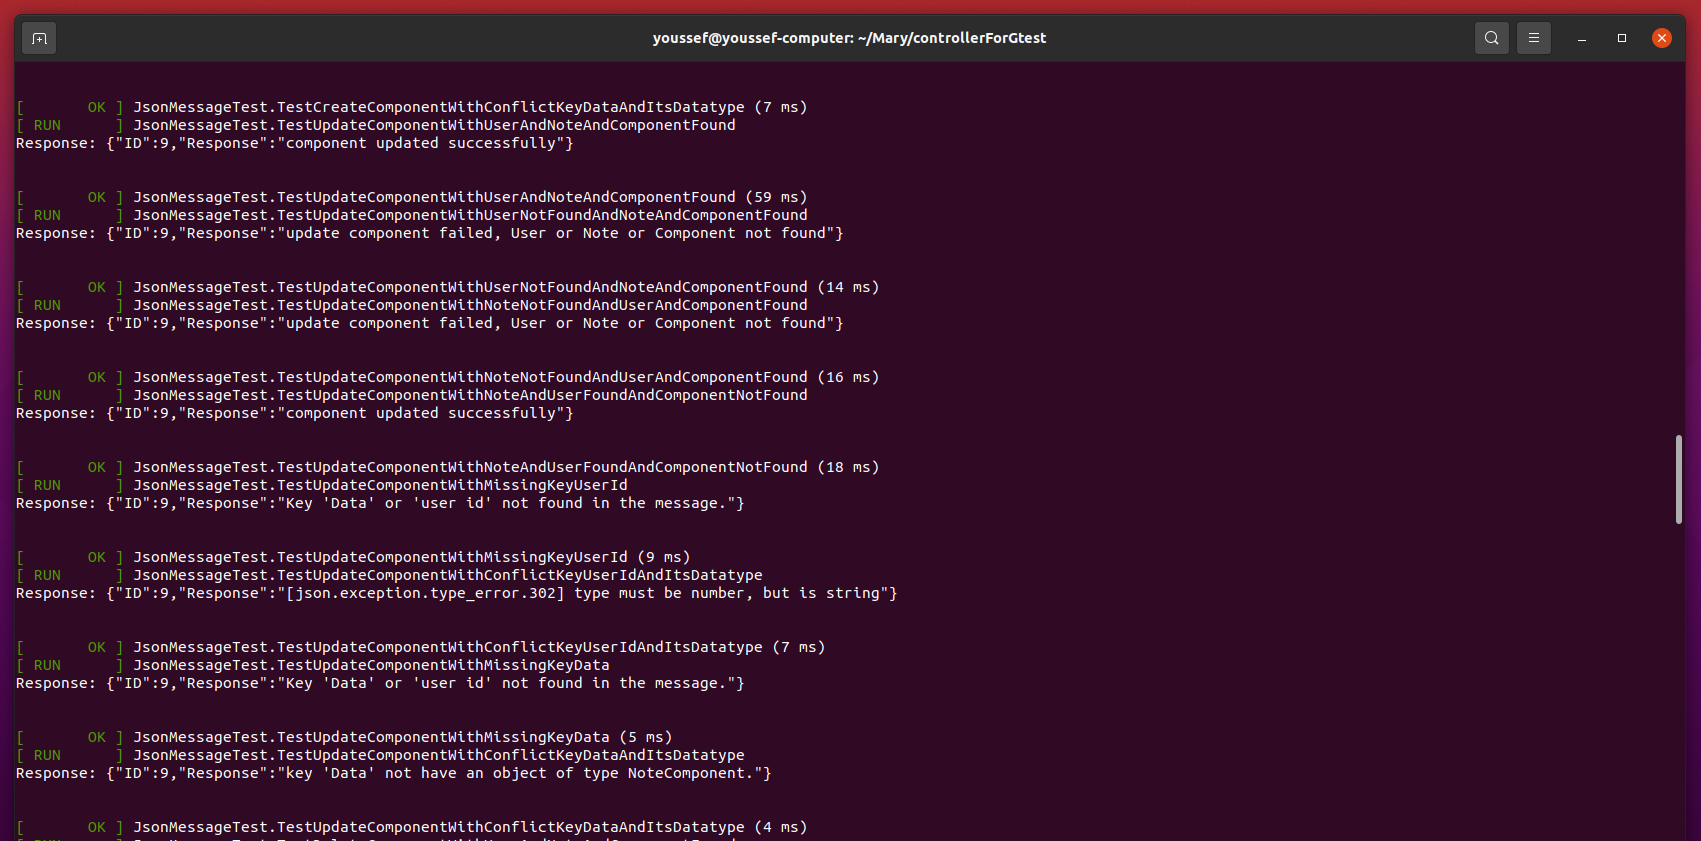 youssef@youssef-computer: ~/Mary/controllerForGtest
[       OK ] JsonMessageTest.TestCreateComponentWithConflictKeyDataAndItsDatatype (7 ms)
[ RUN      ] JsonMessageTest.TestUpdateComponentWithUserAndNoteAndComponentFound
Response: {"ID":9,"Response":"component updated successfully"}
[       OK ] JsonMessageTest.TestUpdateComponentWithUserAndNoteAndComponentFound (59 ms)
[ RUN      ] JsonMessageTest.TestUpdateComponentWithUserNotFoundAndNoteAndComponentFound
Response: {"ID":9,"Response":"update component failed, User or Note or Component not found"}
[       OK ] JsonMessageTest.TestUpdateComponentWithUserNotFoundAndNoteAndComponentFound (14 ms)
[ RUN      ] JsonMessageTest.TestUpdateComponentWithNoteNotFoundAndUserAndComponentFound
Response: {"ID":9,"Response":"update component failed, User or Note or Component not found"}
[       OK ] JsonMessageTest.TestUpdateComponentWithNoteNotFoundAndUserAndComponentFound (16 ms)
[ RUN      ] JsonMessageTest.TestUpdateComponentWithNoteAndUserFoundAndComponentNotFound
Response: {"ID":9,"Response":"component updated successfully"}
[       OK ] JsonMessageTest.TestUpdateComponentWithNoteAndUserFoundAndComponentNotFound (18 ms)
[ RUN      ] JsonMessageTest.TestUpdateComponentWithMissingKeyUserId
Response: {"ID":9,"Response":"Key 'Data' or 'user id' not found in the message."}
[       OK ] JsonMessageTest.TestUpdateComponentWithMissingKeyUserId (9 ms)
[ RUN      ] JsonMessageTest.TestUpdateComponentWithConflictKeyUserIdAndItsDatatype
Response: {"ID":9,"Response":"[json.exception.type_error.302] type must be number, but is string"}
[       OK ] JsonMessageTest.TestUpdateComponentWithConflictKeyUserIdAndItsDatatype (7 ms)
[ RUN      ] JsonMessageTest.TestUpdateComponentWithMissingKeyData
Response: {"ID":9,"Response":"Key 'Data' or 'user id' not found in the message."}
[       OK ] JsonMessageTest.TestUpdateComponentWithMissingKeyData (5 ms)
[ RUN      ] JsonMessageTest.TestUpdateComponentWithConflictKeyDataAndItsDatatype
Response: {"ID":9,"Response":"key 'Data' not have an object of type NoteComponent."}
[       OK ] JsonMessageTest.TestUpdateComponentWithConflictKeyDataAndItsDatatype (4 ms)